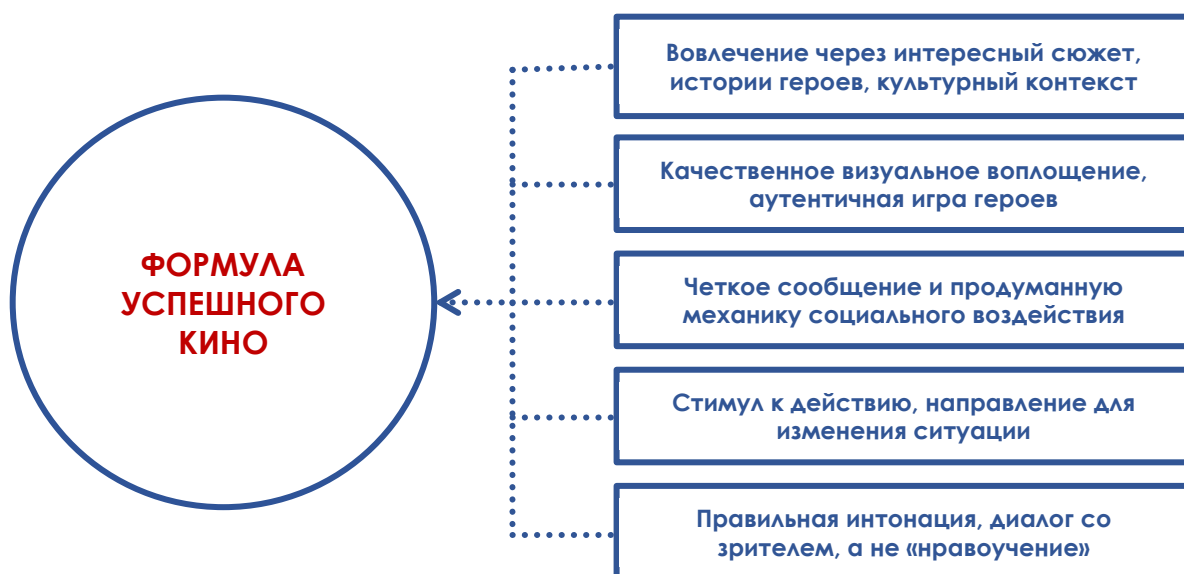 ФОРМУЛА
УСПЕШНОГО
КИНО
Вовлечение через интересный сюжет,
истории героев, культурный контекст
Качественное визуальное воплощение,
аутентичная игра героев
Четкое сообщение и продуманную
механику социального воздействия
Стимул к действию, направление для
изменения ситуации
Правильная интонация, диалог со
зрителем, а не «нравоучение»